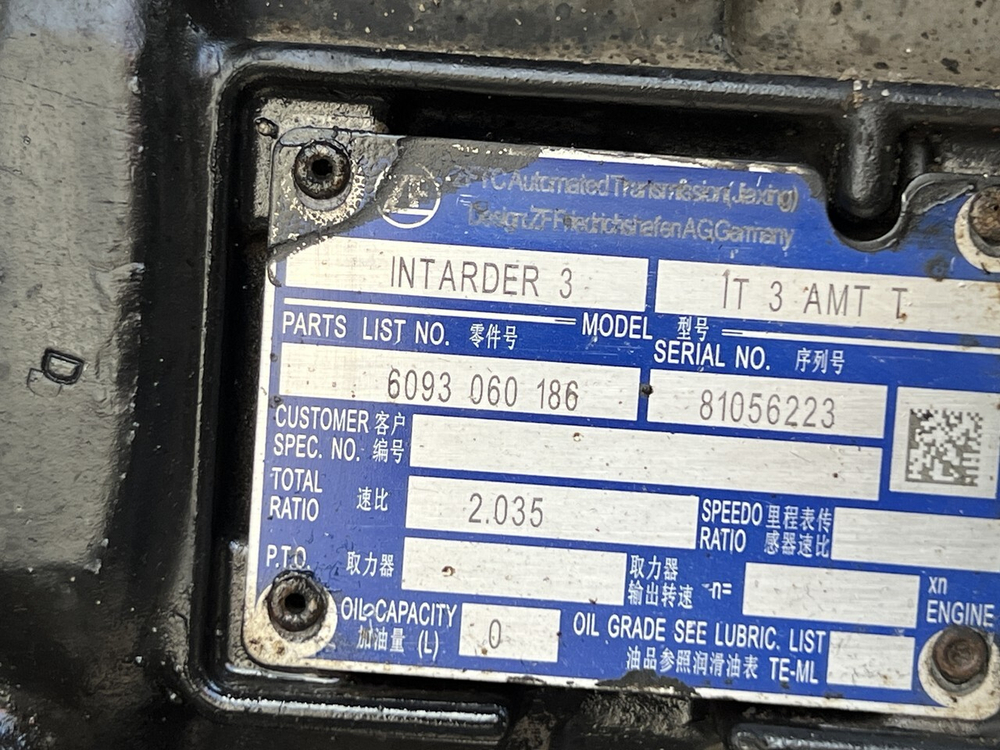 ZF
Automated Transmission(Jiaxing)
Design:ZF Friedrichshafen AG,Germany
INTARDER 3 IT 3 AMT T
PARTS LIST NO. 零件号 MODEL 型号
SERIAL NO. 序列号
6093 060 186 81056223
CUSTOMER 客户
SPEC. NO. 编号
TOTAL
RATIO 速比 2.035 SPEEDO 里程表传
RATIO 感器速比
P.T.O. 取力器 取力器
输出转速 -n= xn
ENGINE
OIL CAPACITY
加油量 (L) 0 OIL GRADE SEE LUBRIC. LIST
油品参照润滑油表 TE-ML
D